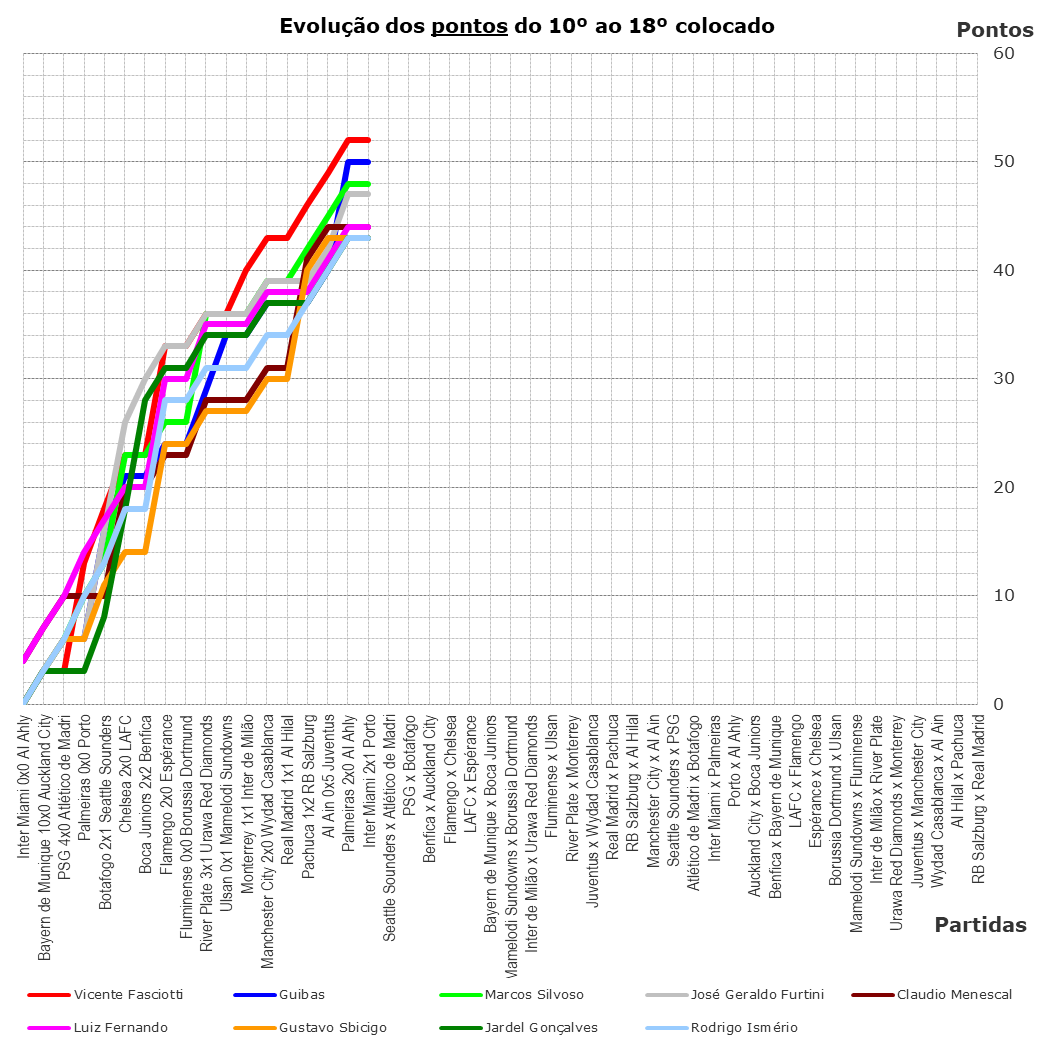 Evolução dos pontos do 10º ao 18º colocado
Pontos
60
50
40
30
20
10
0
Inter Miami 0x0 Al Ahly
Bayern de Munique 10x0 Auckland City
PSG 4x0 Atlético de Madri
Palmeiras 0x0 Porto
Botafogo 2x1 Seattle Sounders
Chelsea 2x0 LAFC
Boca Juniors 2x2 Benfica
Flamengo 2x0 Espérance
Fluminense 0x0 Borussia Dortmund
River Plate 3x1 Urawa Red Diamonds
Ulsan 0x1 Mamelodi Sundowns
Monterrey 1x1 Inter de Milão
Manchester City 2x0 Wydad Casablanca
Real Madrid 1x1 Al Hilal
Pachuca 1x2 RB Salzburg
Al Ain 0x5 Juventus
Palmeiras 2x0 Al Ahly
Inter Miami 2x1 Porto
Seattle Sounders x Atlético de Madri
PSG x Botafogo
Benfica x Auckland City
Flamengo x Chelsea
LAFC x Espérance
Bayern de Munique x Boca Juniors
Mamelodi Sundowns x Borussia Dortmund
Inter de Milão x Urawa Red Diamonds
Fluminense x Ulsan
River Plate x Monterrey
Juventus x Wydad Casablanca
Real Madrid x Pachuca
RB Salzburg x Al Hilal
Manchester City x Al Ain
Seattle Sounders x PSG
Atlético de Madri x Botafogo
Inter Miami x Palmeiras
Porto x Al Ahly
Auckland City x Boca Juniors
Benfica x Bayern de Munique
LAFC x Flamengo
Espérance x Chelsea
Borussia Dortmund x Ulsan
Mamelodi Sundowns x Fluminense
Inter de Milão x River Plate
Urawa Red Diamonds x Monterrey
Juventus x Manchester City
Wydad Casablanca x Al Ain
Al Hilal x Pachuca
RB Salzburg x Real Madrid
Partidas
Vicente Fasciotti
Guibas
Marcos Silvoso
José Geraldo Furtini
Claudio Menescal
Luiz Fernando
Gustavo Sbicigo
Jardel Gonçalves
Rodrigo Ismério